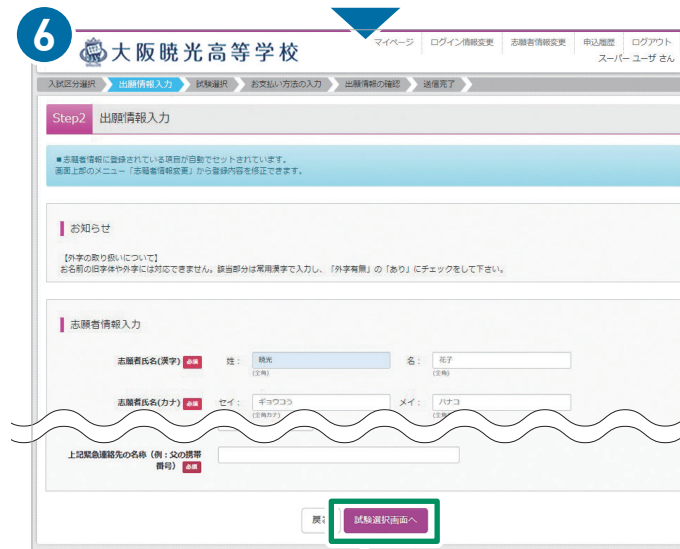 6
大阪暁光高等学校
マイページ ログイン情報変更 志願者情報変更 申込履歴 ログアウト
スーパー ユーザ さん
入試区分選択 出願情報入力 試験選択 お支払い方法の入力 出願情報の確認 送信完了
Step2 出願情報入力
■志願者情報に登録されている項目が自動でセットされています。
画面上部のメニュー「志願者情報変更」から登録内容を修正できます。
お知らせ
【外字の取り扱いについて】
お名前の旧字体や外字には対応できません。該当部分は常用漢字で入力し、「外字有無」の「あり」にチェックをして下さい。
志願者情報入力
志願者氏名(漢字) 必須 姓： 暁光 名： 花子
(全角) (全角)
志願者氏名(カナ) 必須 セイ： ギョウコウ メイ： ハナコ
(全角カナ)
上記緊急連絡先の名称（例：父の携帯
番号） 必須
試験選択画面へ